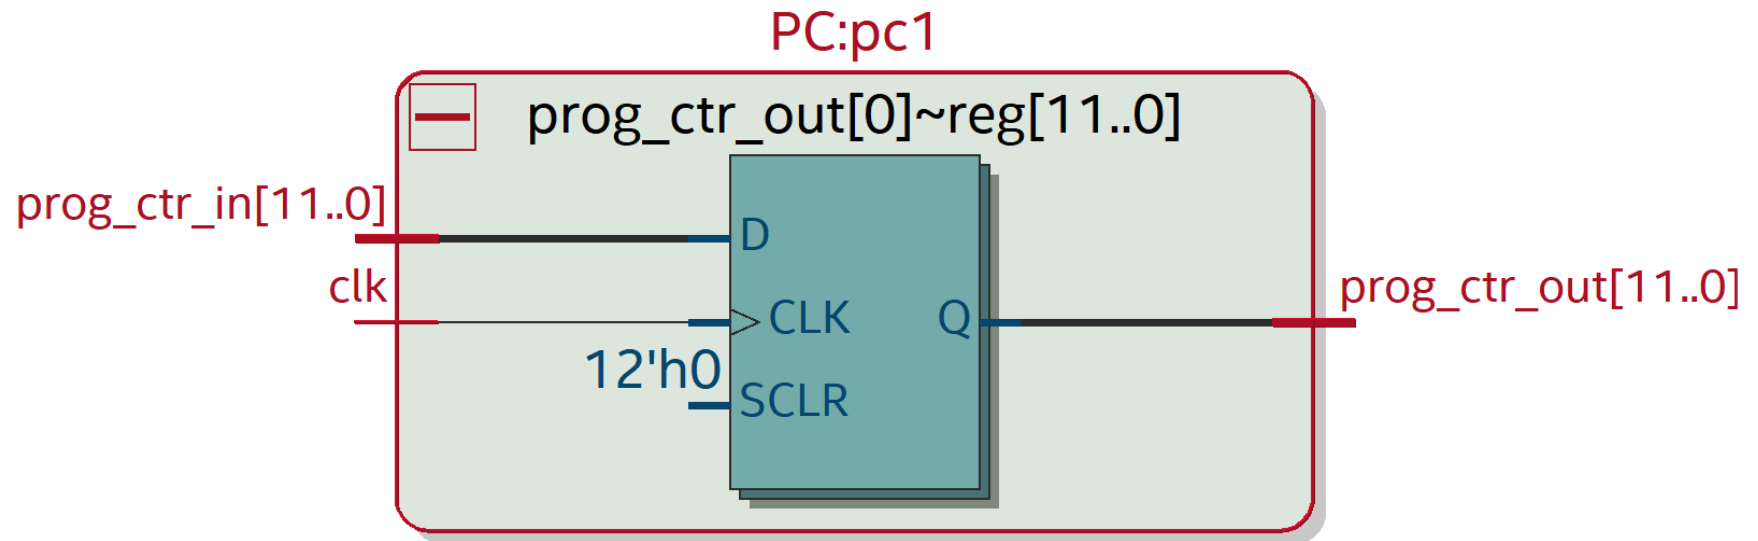 PC:pc1
prog_ctr_out[0]~reg[11..0]
prog_ctr_in[11..0]
D
clk
CLK
Q
prog_ctr_out[11..0]
12'h0
SCLR